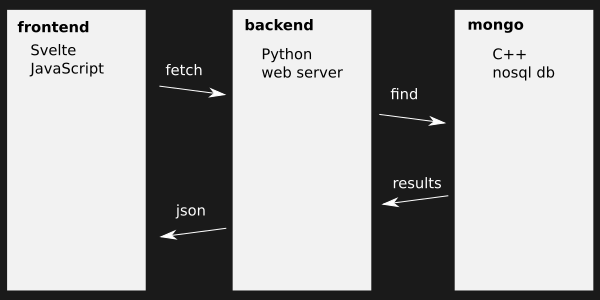 frontend
Svelte
JavaScript
fetch
json
backend
Python
web server
find
results
mongo
C++
nosql db